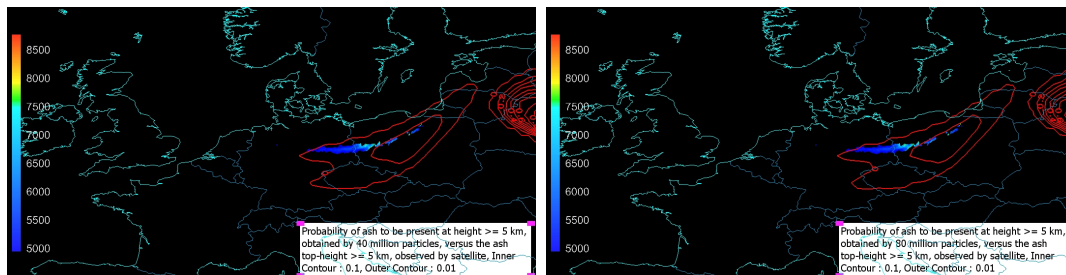 8500
8000
7500
7000
6500
6000
5500
5000
Probability of ash to be present at height >= 5 km,
obtained by 40 million particles, versus the ash
top-height >= 5 km, observed by satellite, Inner
Contour : 0.1, Outer Contour : 0.01
8500
8000
7500
7000
6500
6000
5500
5000
Probability of ash to be present at height >= 5 km,
obtained by 80 million particles, versus the ash
top-height >= 5 km, observed by satellite, Inner
Contour : 0.1, Outer Contour : 0.01